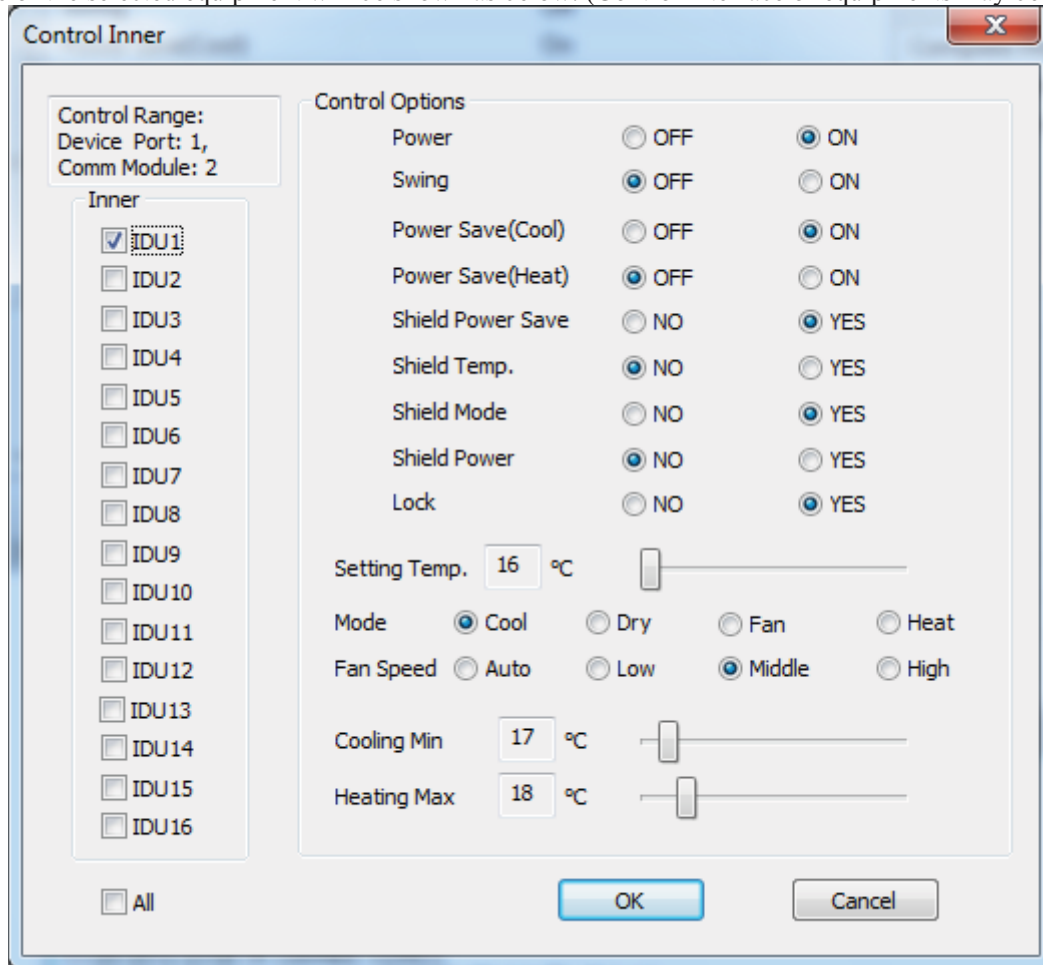 Control Inner
Control Range:
Device Port: 1,
Comm Module: 2
Inner
IDU1
IDU2
IDU3
IDU4
IDU5
IDU6
IDU7
IDU8
IDU9
IDU10
IDU11
IDU12
IDU13
IDU14
IDU15
IDU16
All
Control Options
Power OFF ON
Swing OFF ON
Power Save(Cool) OFF ON
Power Save(Heat) OFF ON
Shield Power Save NO YES
Shield Temp. NO YES
Shield Mode NO YES
Shield Power NO YES
Lock NO YES
Setting Temp. 16 ºC
Mode Cool Dry Fan Heat
Fan Speed Auto Low Middle High
Cooling Min 17 ºC
Heating Max 18 ºC
OK Cancel